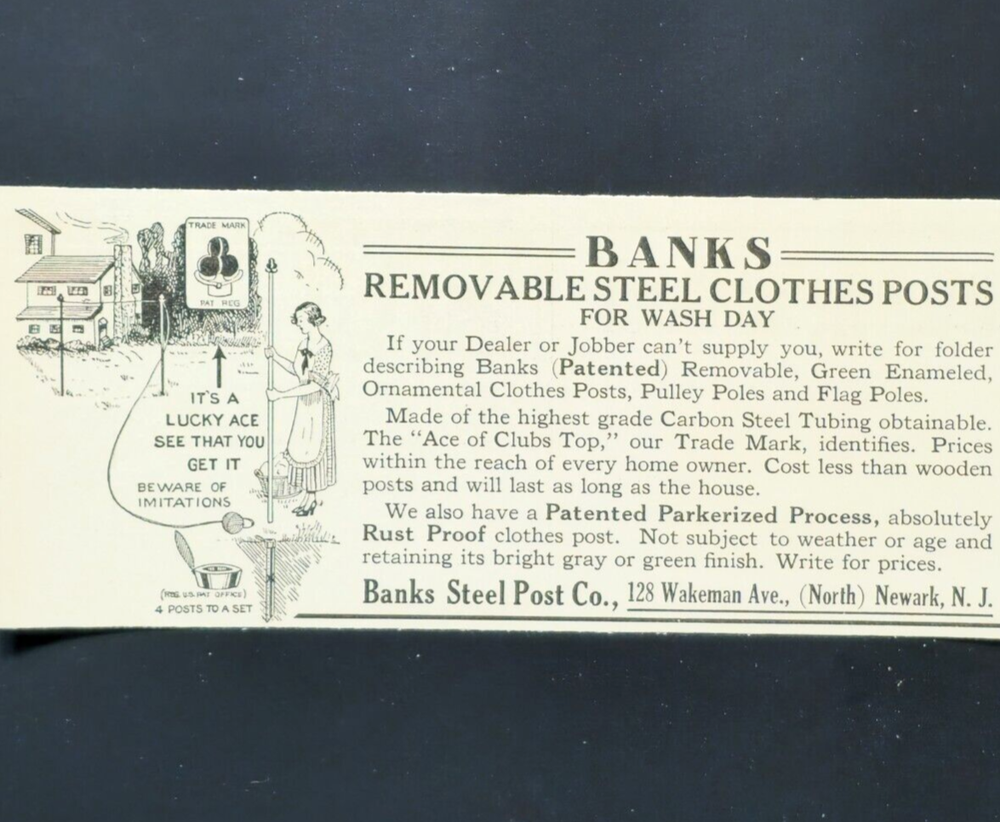 TRADE MARK
PAT REG
IT'S A
LUCKY ACE
SEE THAT YOU
GET IT
BEWARE OF
IMITATIONS
(REG. U.S. PAT OFFICE)
4 POSTS TO A SET
BANKS
REMOVABLE STEEL CLOTHES POSTS
FOR WASH DAY
If your Dealer or Jobber can't supply you, write for folder
describing Banks (Patented) Removable, Green Enameled,
Ornamental Clothes Posts, Pulley Poles and Flag Poles.
Made of the highest grade Carbon Steel Tubing obtainable.
The "Ace of Clubs Top," our Trade Mark, identifies. Prices
within the reach of every home owner. Cost less than wooden
posts and will last as long as the house.
We also have a Patented Parkerized Process, absolutely
Rust Proof clothes post. Not subject to weather or age and
retaining its bright gray or green finish. Write for prices.
Banks Steel Post Co., 128 Wakeman Ave., (North) Newark, N. J.